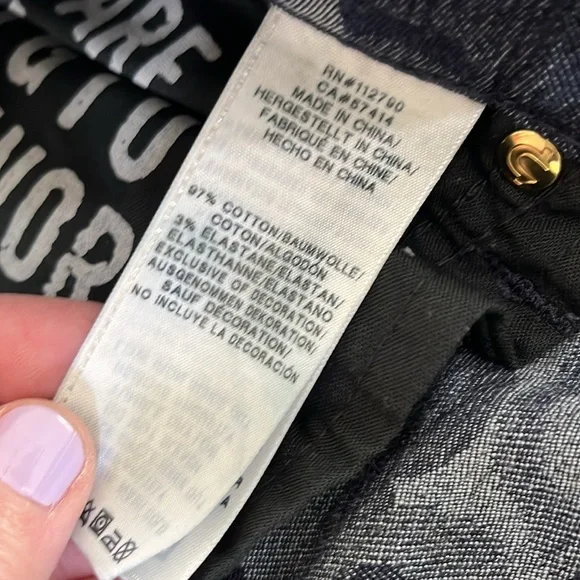 ARE
RN#112790
CA#57414
MADE IN CHINA/
HERGESTELLT IN CHINA/
FABRIQUÉ EN CHINE/
HECHO EN CHINA
97% COTTON/BAUMWOLLE/
COTON/ALGODÓN
3% ELASTANE/ELASTAN/
ELASTHANNE/ELASTANO
EXCLUSIVE OF DECORATION/
AUSGENOMMEN DEKORATION/
SAUF DÉCORATION/
NO INCLUYE LA DECORACIÓN